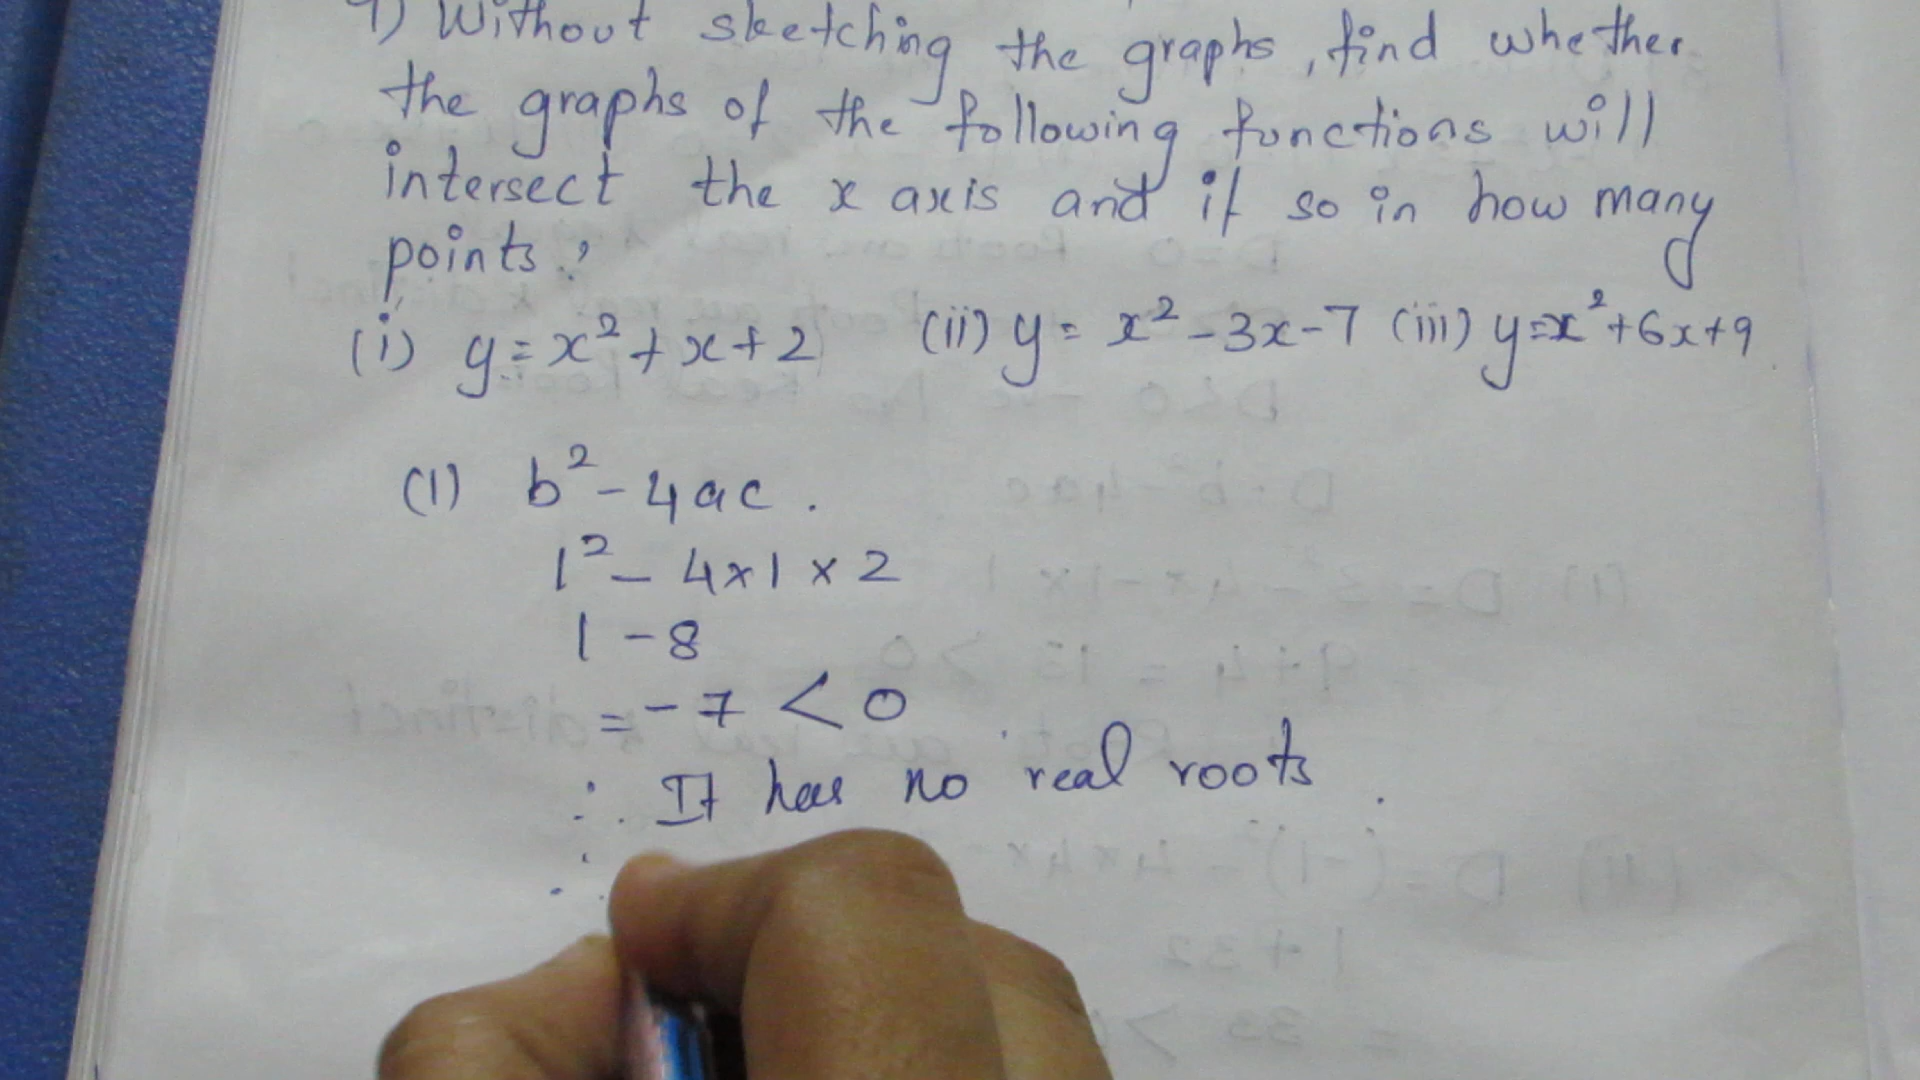 1) Without sketching the graphs, find whether
the graphs of the following functions will
intersect the x axis and if so in how many
points?
(i) y = x² + x + 2 (ii) y = x² - 3x - 7 (iii) y = x² + 6x + 9
(1) b² - 4ac.
1² - 4 x 1 x 2
1 - 8
= - 7 < 0
∴ It has no real roots.
∴